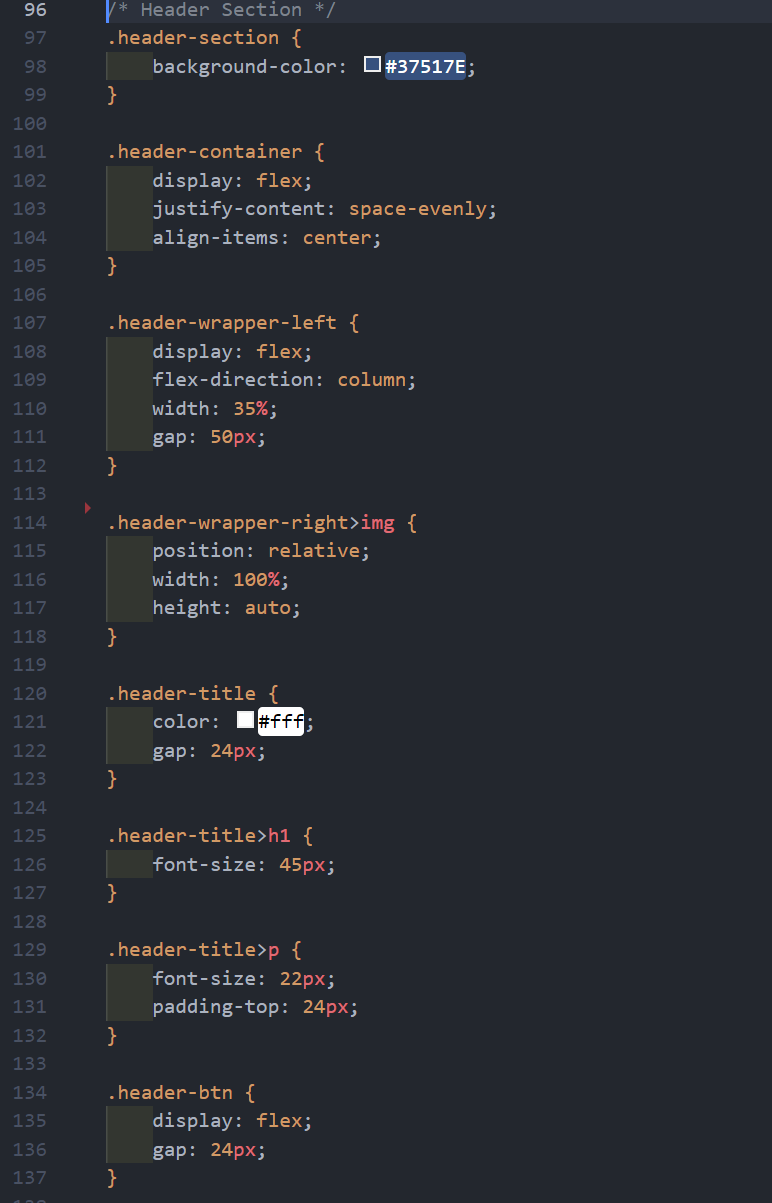 96 /* Header Section */
97 .header-section {
98     background-color: #37517E;
99 }
100
101 .header-container {
102     display: flex;
103     justify-content: space-evenly;
104     align-items: center;
105 }
106
107 .header-wrapper-left {
108     display: flex;
109     flex-direction: column;
110     width: 35%;
111     gap: 50px;
112 }
113
114 .header-wrapper-right>img {
115     position: relative;
116     width: 100%;
117     height: auto;
118 }
119
120 .header-title {
121     color: #fff;
122     gap: 24px;
123 }
124
125 .header-title>h1 {
126     font-size: 45px;
127 }
128
129 .header-title>p {
130     font-size: 22px;
131     padding-top: 24px;
132 }
133
134 .header-btn {
135     display: flex;
136     gap: 24px;
137 }